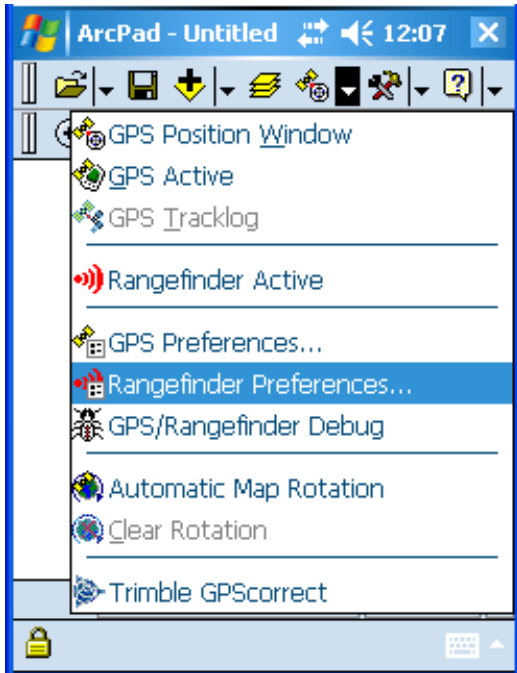 ArcPad - Untitled 12:07
GPS Position Window
GPS Active
GPS Tracklog
Rangefinder Active
GPS Preferences...
Rangefinder Preferences...
GPS/Rangefinder Debug
Automatic Map Rotation
Clear Rotation
Trimble GPScorrect